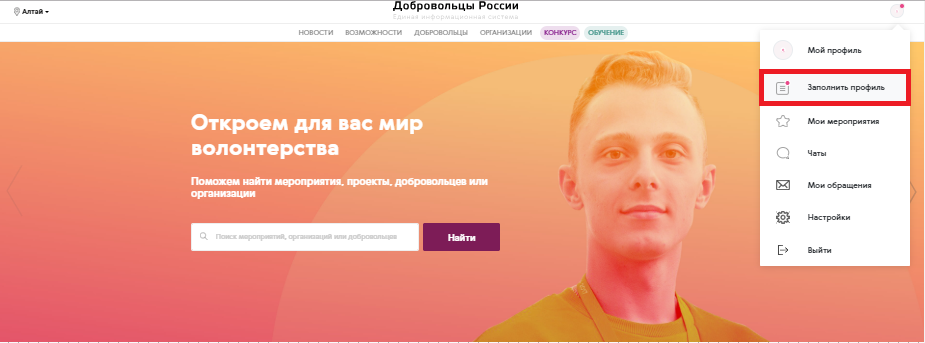 Алтай
Добровольцы России
Единая информационная система
НОВОСТИ ВОЗМОЖНОСТИ ДОБРОВОЛЬЦЫ ОРГАНИЗАЦИИ КОНКУРС ОБУЧЕНИЕ
Откроем для вас мир
волонтерства
Поможем найти мероприятия, проекты, добровольцев или
организации
Поиск мероприятий, организаций или добровольцев
Найти
Мой профиль
Заполнить профиль
Мои мероприятия
Чаты
Мои обращения
Настройки
Выйти